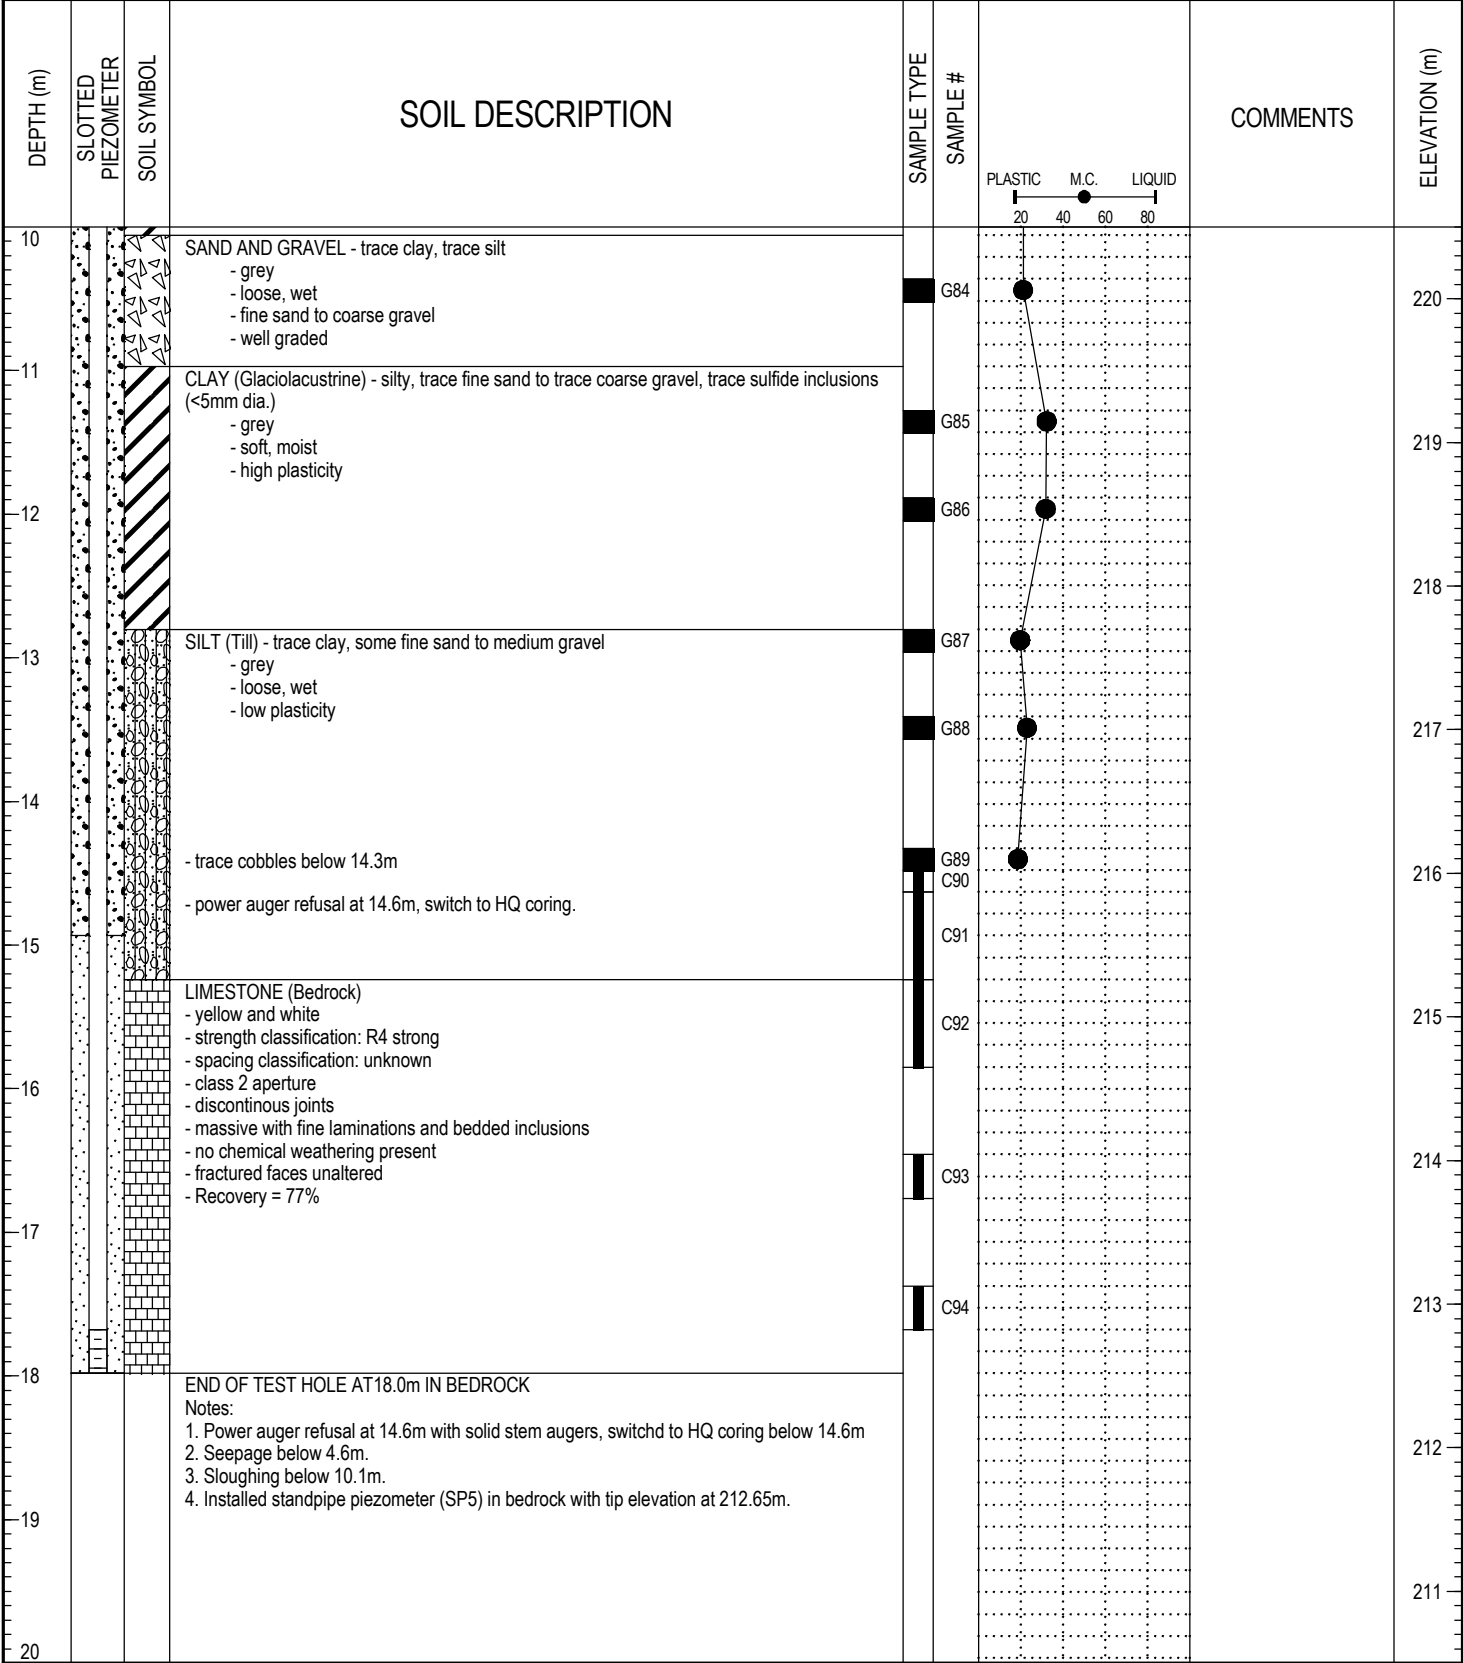 DEPTH (m)
SLOTTED
PIEZOMETER
SOIL SYMBOL
SOIL DESCRIPTION
SAMPLE TYPE
SAMPLE #
PLASTIC M.C. LIQUID
20 40 60 80
COMMENTS
ELEVATION (m)
10
SAND AND GRAVEL - trace clay, trace silt
- grey
- loose, wet
- fine sand to coarse gravel
- well graded
G84
220
11
CLAY (Glaciolacustrine) - silty, trace fine sand to trace coarse gravel, trace sulfide inclusions
(<5mm dia.)
- grey
- soft, moist
- high plasticity
G85
219
12
G86
218
SILT (Till) - trace clay, some fine sand to medium gravel
- grey
- loose, wet
- low plasticity
G87
13
G88
217
14
- trace cobbles below 14.3m
G89
C90
216
- power auger refusal at 14.6m, switch to HQ coring.
C91
15
LIMESTONE (Bedrock)
- yellow and white
- strength classification: R4 strong
- spacing classification: unknown
- class 2 aperture
- discontinous joints
- massive with fine laminations and bedded inclusions
- no chemical weathering present
- fractured faces unaltered
- Recovery = 77%
C92
215
16
C93
214
17
C94
213
18
END OF TEST HOLE AT18.0m IN BEDROCK
Notes:
1. Power auger refusal at 14.6m with solid stem augers, switchd to HQ coring below 14.6m
2. Seepage below 4.6m.
3. Sloughing below 10.1m.
4. Installed standpipe piezometer (SP5) in bedrock with tip elevation at 212.65m.
212
19
211
20